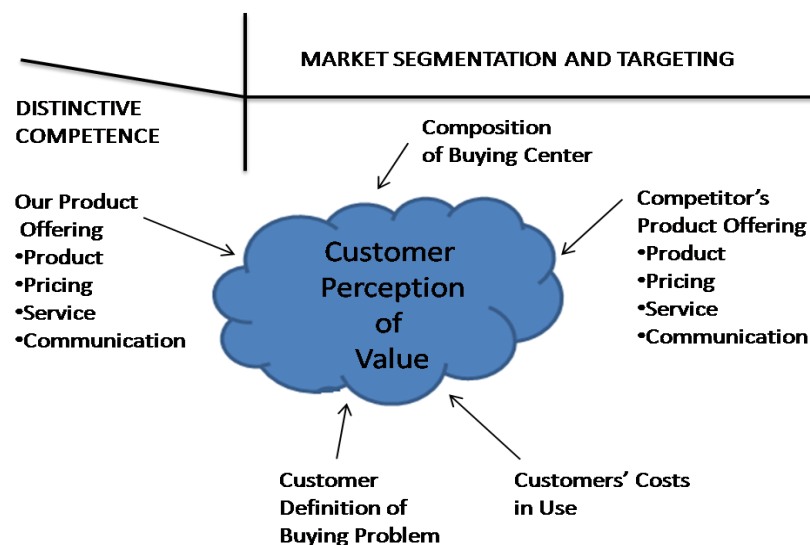 MARKET SEGMENTATION AND TARGETING
DISTINCTIVE
COMPETENCE
Composition
of Buying Center
Our Product
Offering
•Product
•Pricing
•Service
•Communication
Customer
Perception
of
Value
Competitor's
Product Offering
•Product
•Pricing
•Service
•Communication
Customer
Definition of
Buying Problem
Customers' Costs
in Use